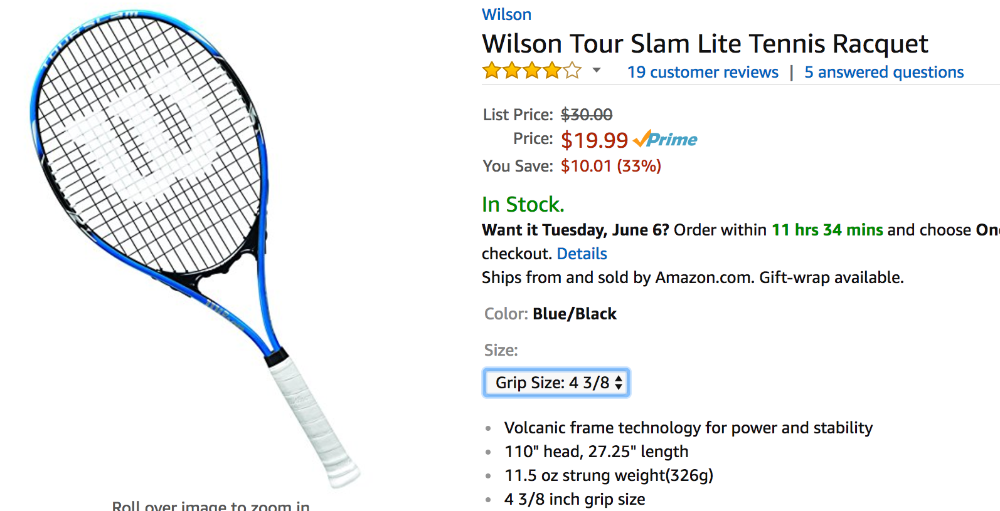 TOUR SLAM
Wilson
Wilson
Wilson Tour Slam Lite Tennis Racquet
19 customer reviews | 5 answered questions
List Price: $30.00
Price: $19.99 Prime
You Save: $10.01 (33%)
In Stock.
Want it Tuesday, June 6? Order within 11 hrs 34 mins and choose
checkout. Details
Ships from and sold by Amazon.com. Gift-wrap available.
Color: Blue/Black
Size:
Grip Size: 4 3/8
Volcanic frame technology for power and stability
110" head, 27.25" length
11.5 oz strung weight(326g)
4 3/8 inch grip size
Roll over image to zoom in